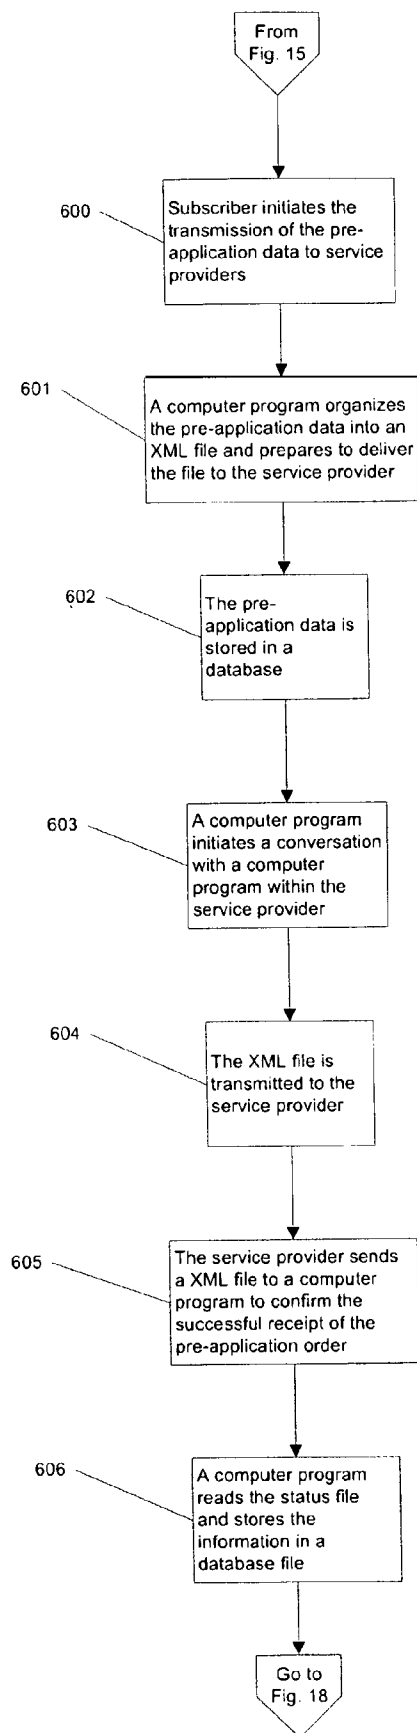 From
Fig. 15
600
Subscriber initiates the
transmission of the pre-
application data to service
providers
601
A computer program organizes
the pre-application data into an
XML file and prepares to deliver
the file to the service provider
602
The pre-
application data is
stored in a
database
603
A computer program
initiates a conversation
with a computer
program within the
service provider
604
The XML file is
transmitted to the
service provider
605
The service provider sends
a XML file to a computer
program to confirm the
successful receipt of the
pre-application order
606
A computer program
reads the status file
and stores the
information in a
database file
Go to
Fig. 18